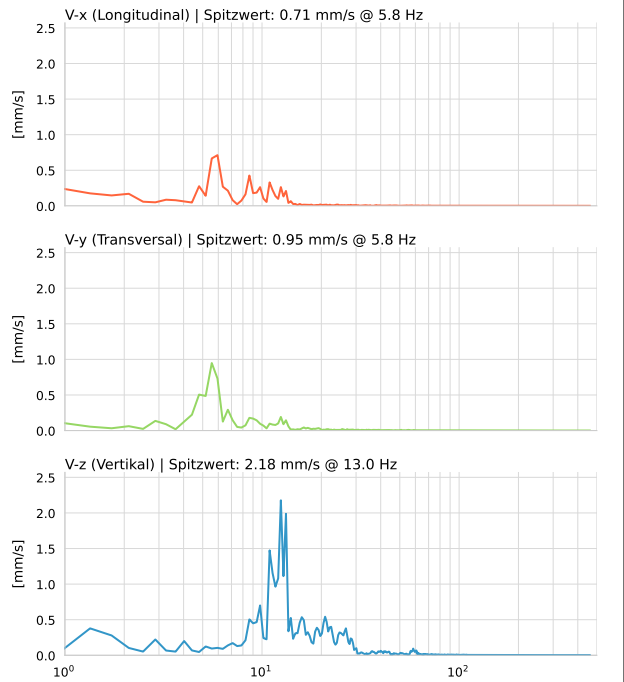 V-x (Longitudinal) | Spitzwert: 0.71 mm/s @ 5.8 Hz
2.5
2.0
1.5
[mm/s]
1.0
0.5
0.0
V-y (Transversal) | Spitzwert: 0.95 mm/s @ 5.8 Hz
2.5
2.0
1.5
[mm/s]
1.0
0.5
0.0
V-z (Vertikal) | Spitzwert: 2.18 mm/s @ 13.0 Hz
2.5
2.0
1.5
[mm/s]
1.0
0.5
0.0
10⁰ 10¹ 10²